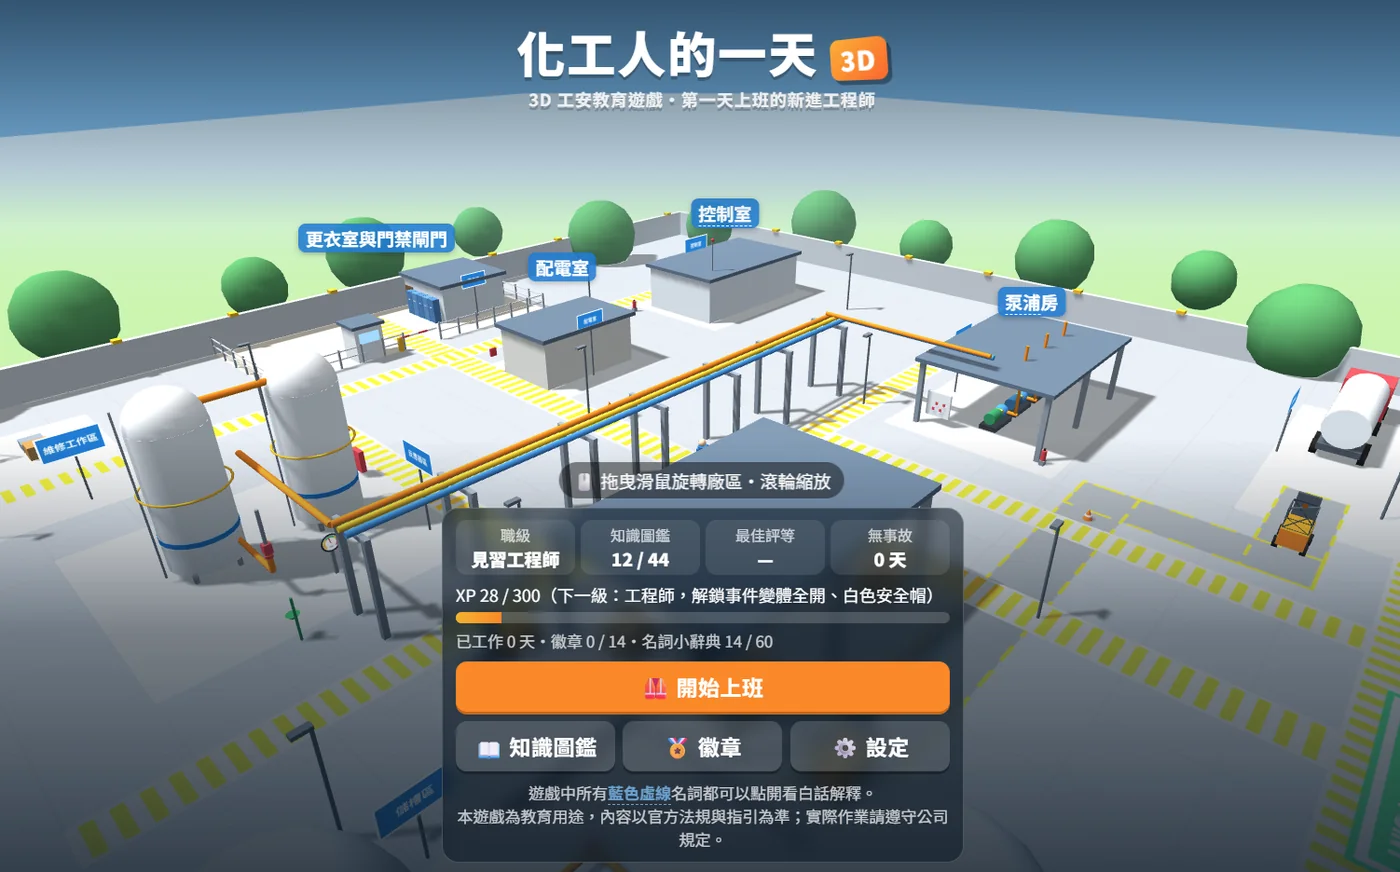 化工人的一天 3D
3D 工安教育遊戲・第一天上班的新進工程師
控制室
更衣室與門禁閘門
配電室
泵浦房
維修工作區
拖曳滑鼠旋轉廠區・滾輪縮放
職級
見習工程師
知識圖鑑
12 / 44
最佳評等
—
無事故
0 天
XP 28 / 300（下一級：工程師，解鎖事件變體全開、白色安全帽）
已工作 0 天・徽章 0 / 14・名詞小辭典 14 / 60
開始上班
知識圖鑑
徽章
設定
儲槽區
遊戲中所有藍色虛線名詞都可以點開看白話解釋。
本遊戲為教育用途，內容以官方法規與指引為準；實際作業請遵守公司
規定。